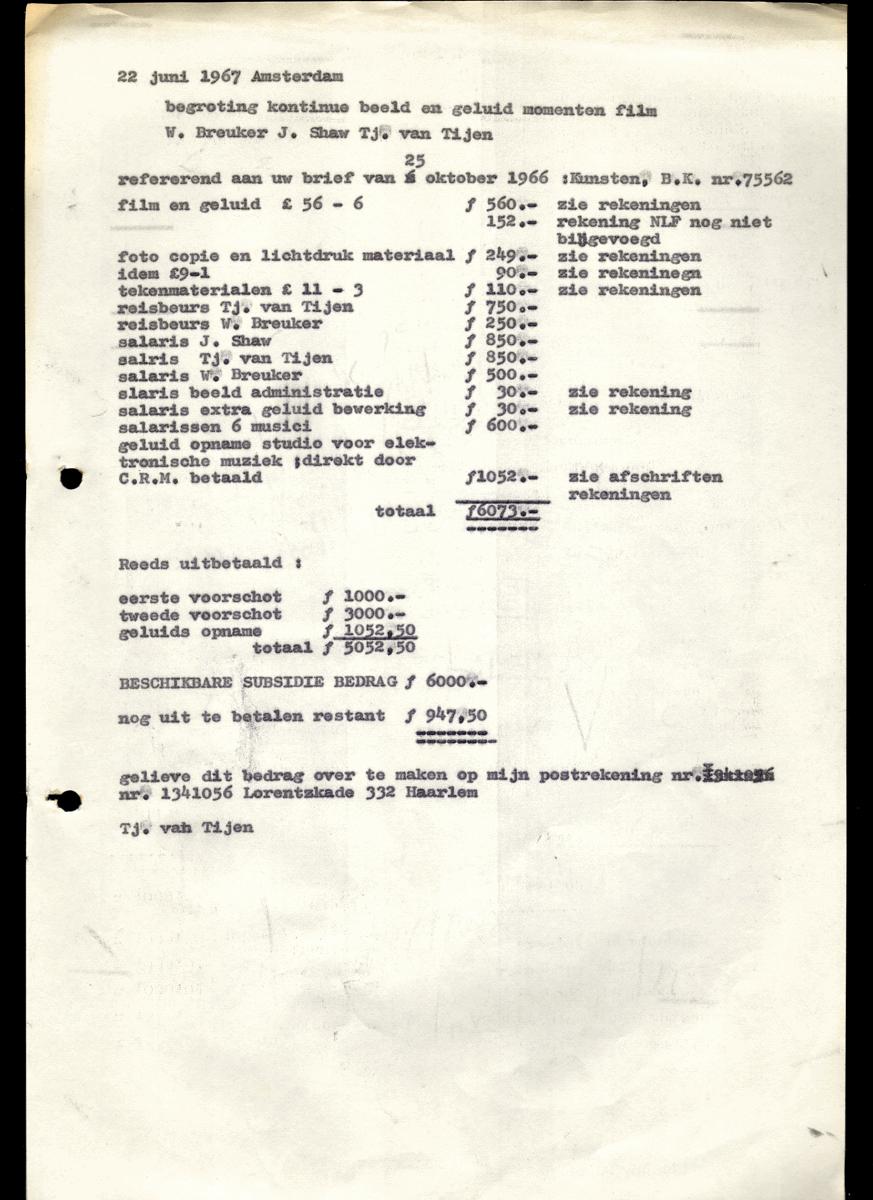 22 juni 1967 Amsterdam
begroting kontinue beeld en geluid momenten film
W. Breuker J. Shaw Tj. van Tijen
25
refererend aan uw brief van oktober 1966 :Kunsten, B.K. nr.75562
film en geluid £ 56 - 6 ƒ 560.- zie rekeningen
152.- rekening NLF nog niet
bijgevoegd
foto copie en lichtdruk materiaal ƒ 249.- zie rekeningen
idem £9-1 90.- zie rekeninegn
tekenmaterialen £ 11 - 3 ƒ 110.- zie rekeningen
reisbeurs Tj. van Tijen ƒ 750.-
reisbeurs W. Breuker ƒ 250.-
salaris J. Shaw ƒ 850.-
salris Tj. van Tijen ƒ 850.-
salaris W. Breuker ƒ 500.-
slaris beeld administratie ƒ 30.- zie rekening
salaris extra geluid bewerking ƒ 30.- zie rekening
salarissen 6 musici ƒ 600.-
geluid opname studio voor elek-
tronische muziek ;direkt door
C.R.M. betaald ƒ1052.- zie afschriften
rekeningen
totaal ƒ6073.-
Reeds uitbetaald :
eerste voorschot ƒ 1000.-
tweede voorschot ƒ 3000.-
geluids opname ƒ 1052,50
totaal ƒ 5052,50
BESCHIKBARE SUBSIDIE BEDRAG ƒ 6000.-
nog uit te betalen restant ƒ 947,50
gelieve dit bedrag over te maken op mijn postrekening nr.
nr. 1341056 Lorentzkade 332 Haarlem
Tj. van Tijen